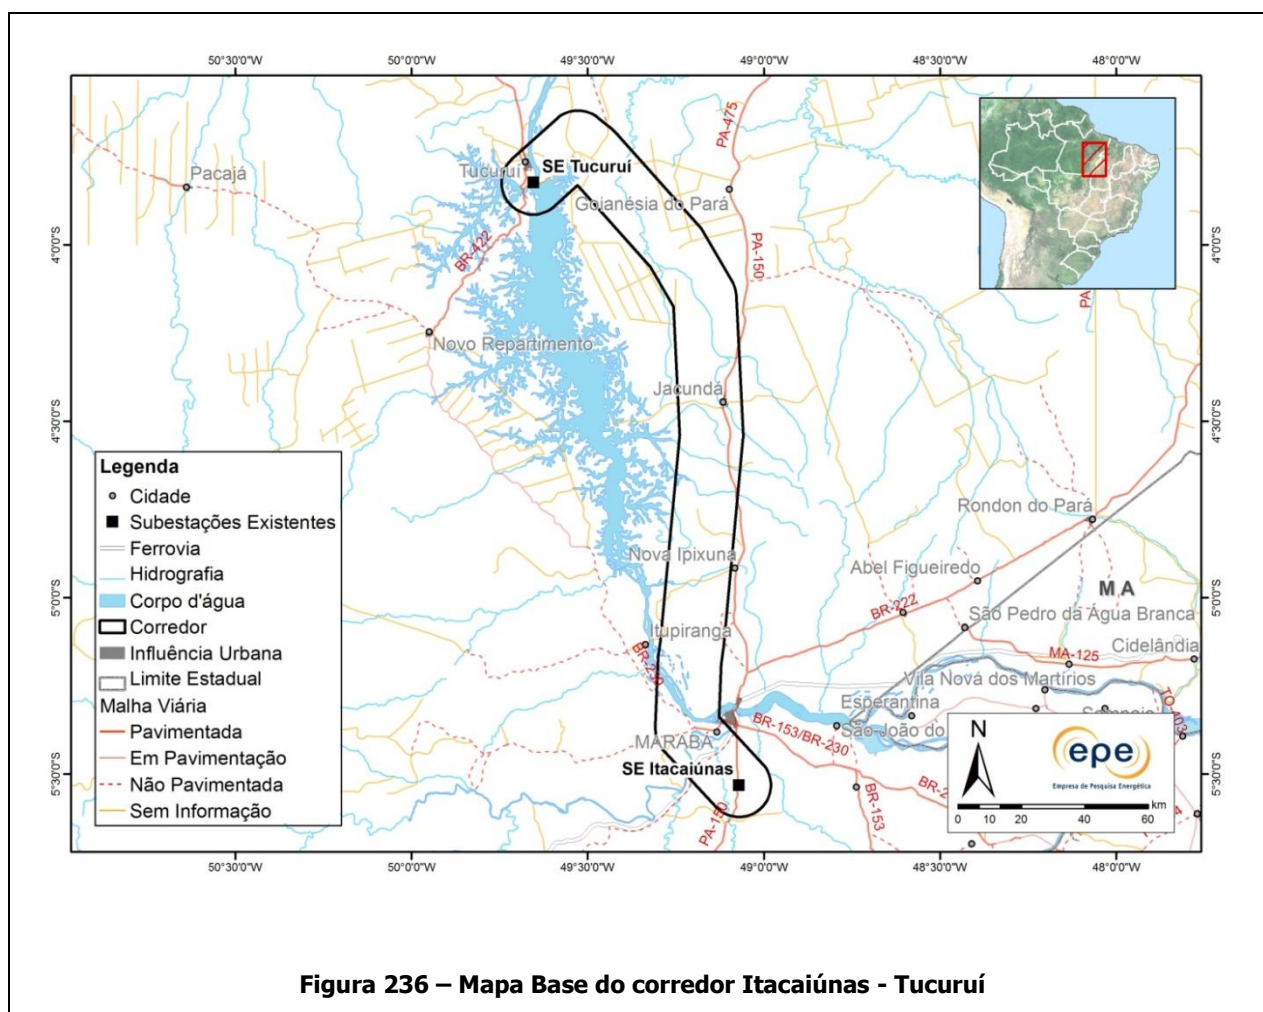 50°30'0"W
50°0'0"W
49°30'0"W
49°0'0"W
48°30'0"W
48°0'0"W
PA-475
Pacajá
Tucuruí
SE Tucuruí
Goianésia do Pará
4°0'0"S
4°0'0"S
BR-422
PA-150
PA
Novo Repartimento
Jacundá
4°30'0"S
4°30'0"S
Legenda
Cidade
Subestações Existentes
Ferrovia
Hidrografia
Corpo d'água
Corredor
Influência Urbana
Limite Estadual
Malha Viária
Pavimentada
Em Pavimentação
Não Pavimentada
Sem Informação
Rondon do Pará
Nova Ipixuna
Abel Figueiredo
MA
5°0'0"S
5°0'0"S
BR-222
São Pedro da Água Branca
Itupiranga
Cidelândia
MA-125
BR-230
Vila Nova dos Martírios
Esperantina
TO-403
São João do
BR-153/BR-230
MARABÁ
SE Itacaiúnas
5°30'0"S
5°30'0"S
PA-150
BR-153
BR-2
N
epe
Empresa de Pesquisa Energética
0 10 20 40 60
km
50°30'0"W
50°0'0"W
49°30'0"W
49°0'0"W
48°30'0"W
48°0'0"W
Figura 236 – Mapa Base do corredor Itacaiúnas - Tucuruí